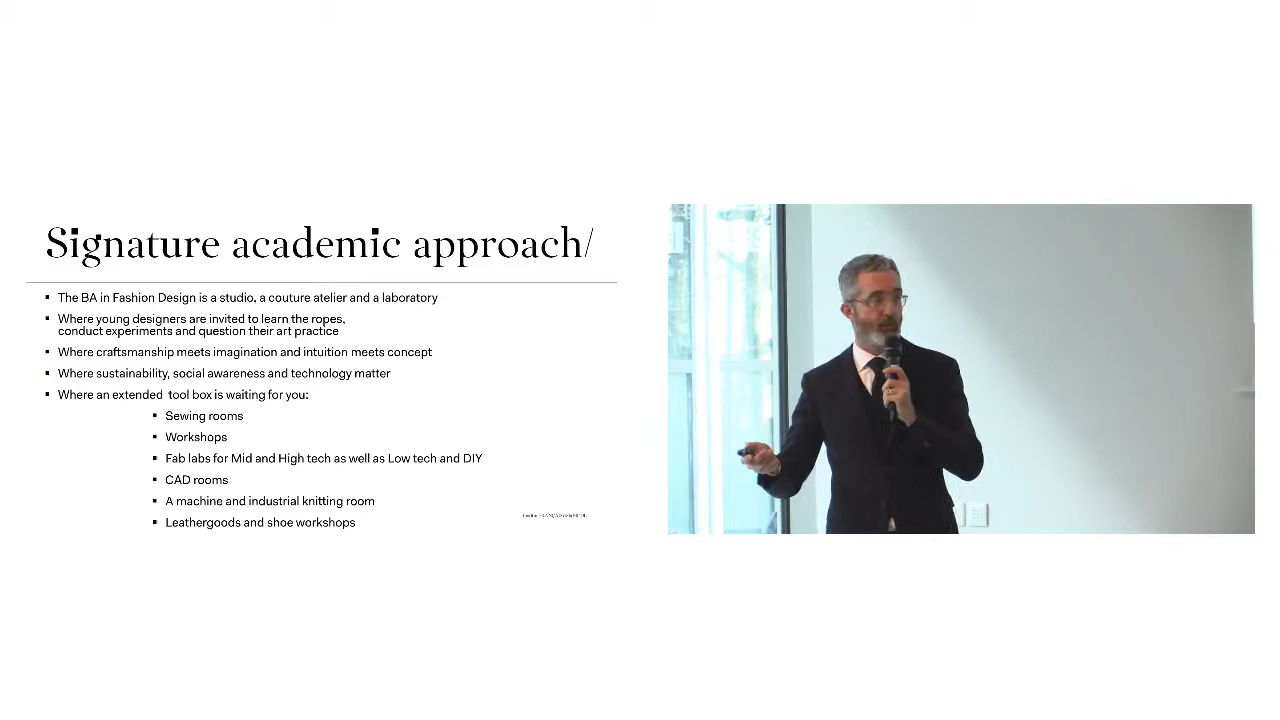 Signature academic approach/
▪ The BA in Fashion Design is a studio, a couture atelier and a laboratory
▪ Where young designers are invited to learn the ropes,
conduct experiments and question their art practice
▪ Where craftsmanship meets imagination and intuition meets concept
▪ Where sustainability, social awareness and technology matter
▪ Where an extended tool box is waiting for you:
▪ Sewing rooms
▪ Workshops
▪ Fab labs for Mid and High tech as well as Low tech and DIY
▪ CAD rooms
▪ A machine and industrial knitting room
▪ Leathergoods and shoe workshops